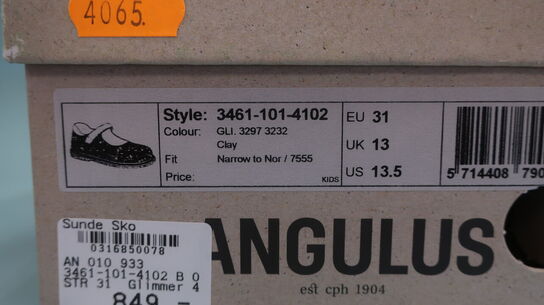 4065.
Style: 3461-101-4102
Colour: GLI. 3297 3232
Clay
Fit Narrow to Nor / 7555
Price:
KIDS
EU 31
UK 13
US 13.5
5 714408 790
Sunde Sko
0316850078
AN 010 933
3461-101-4102 B 0
STR 31 Glimmer 4
849.-
ANGULUS
est cph 1904